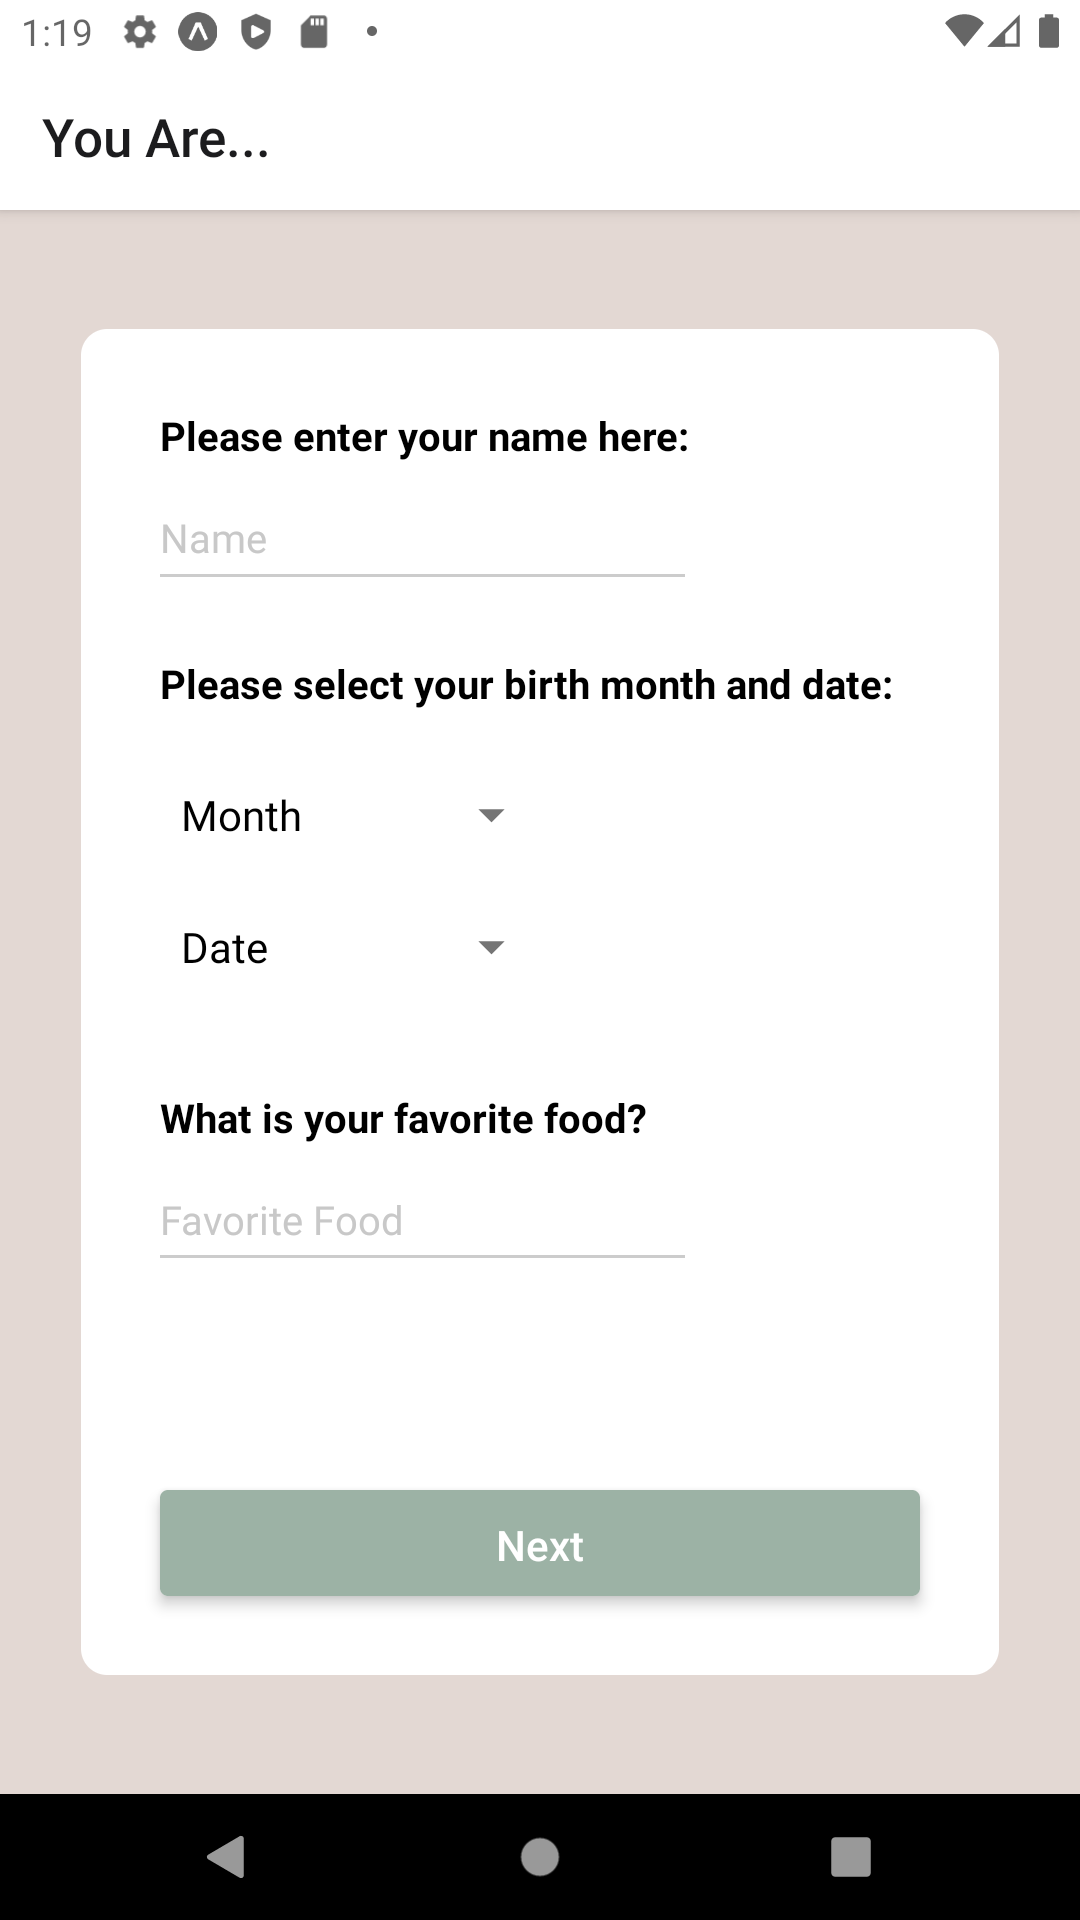 1:19
You Are...
Please enter your name here:
Name
Please select your birth month and date:
Month
Date
What is your favorite food?
Favorite Food
Next